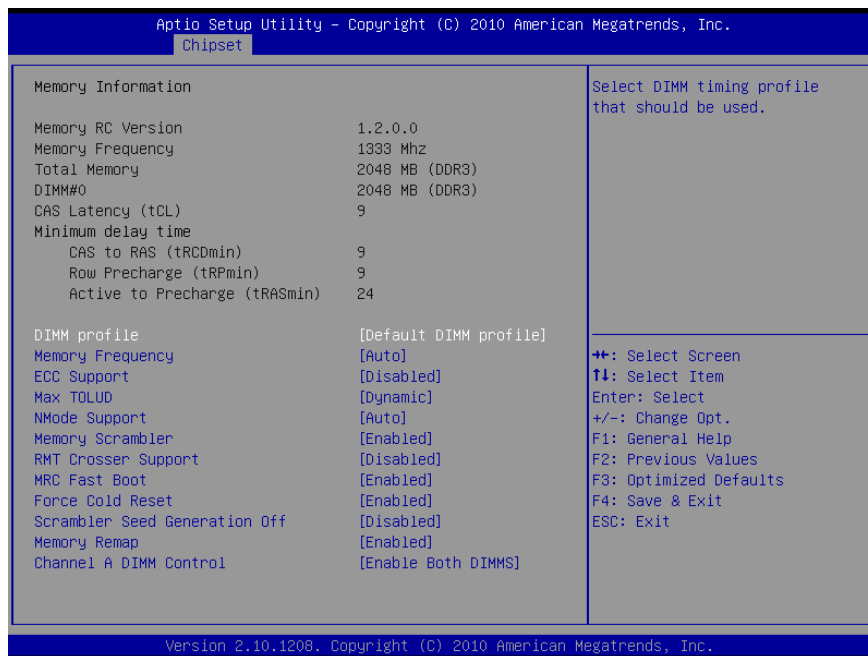 Aptio Setup Utility – Copyright (C) 2010 American Megatrends, Inc.
Chipset
Memory Information
Memory RC Version 1.2.0.0
Memory Frequency 1333 Mhz
Total Memory 2048 MB (DDR3)
DIMM#0 2048 MB (DDR3)
CAS Latency (tCL) 9
Minimum delay time
CAS to RAS (tRCDmin) 9
Row Precharge (tRPmin) 9
Active to Precharge (tRASmin) 24
DIMM profile [Default DIMM profile]
Memory Frequency [Auto]
ECC Support [Disabled]
Max TOLUD [Dynamic]
NMode Support [Auto]
Memory Scrambler [Enabled]
RMT Crosser Support [Disabled]
MRC Fast Boot [Enabled]
Force Cold Reset [Enabled]
Scrambler Seed Generation Off [Disabled]
Memory Remap [Enabled]
Channel A DIMM Control [Enable Both DIMMS]
Select DIMM timing profile
that should be used.
→←: Select Screen
↑↓: Select Item
Enter: Select
+/-: Change Opt.
F1: General Help
F2: Previous Values
F3: Optimized Defaults
F4: Save & Exit
ESC: Exit
Version 2.10.1208. Copyright (C) 2010 American Megatrends, Inc.